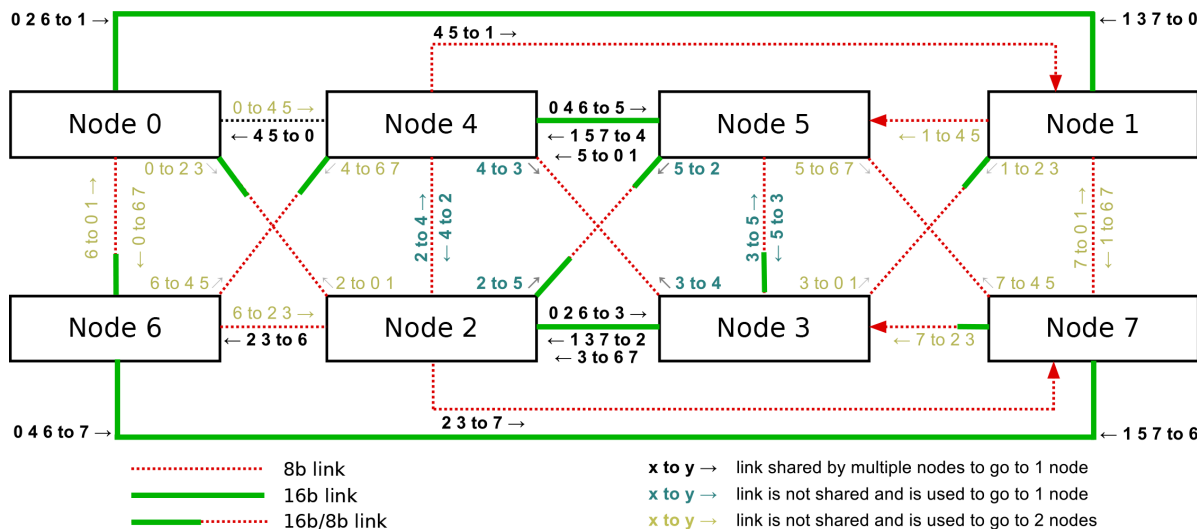 0 2 6 to 1 →
← 1 3 7 to 0
4 5 to 1 →
Node 0
0 to 4 5 →
← 4 5 to 0
Node 4
0 4 6 to 5 →
← 1 5 7 to 4
← 5 to 0 1
Node 5
← 1 to 4 5
Node 1
0 to 2 3 ↘
↙ 4 to 6 7
4 to 3 ↘
↙ 5 to 2
5 to 6 7 ↘
↙ 1 to 2 3
6 to 0 1 →
← 0 to 6 7
2 to 4 →
← 4 to 2
3 to 5 →
← 5 to 3
7 to 0 1 →
← 1 to 6 7
6 to 4 5 ↗
↖ 2 to 0 1
2 to 5 ↗
↖ 3 to 4
3 to 0 1 ↗
↖ 7 to 4 5
Node 6
6 to 2 3 →
← 2 3 to 6
Node 2
0 2 6 to 3 →
← 1 3 7 to 2
← 3 to 6 7
Node 3
← 7 to 2 3
Node 7
2 3 to 7 →
0 4 6 to 7 →
← 1 5 7 to 6
8b link
16b link
16b/8b link
x to y → link shared by multiple nodes to go to 1 node
x to y → link is not shared and is used to go to 1 node
x to y → link is not shared and is used to go to 2 nodes